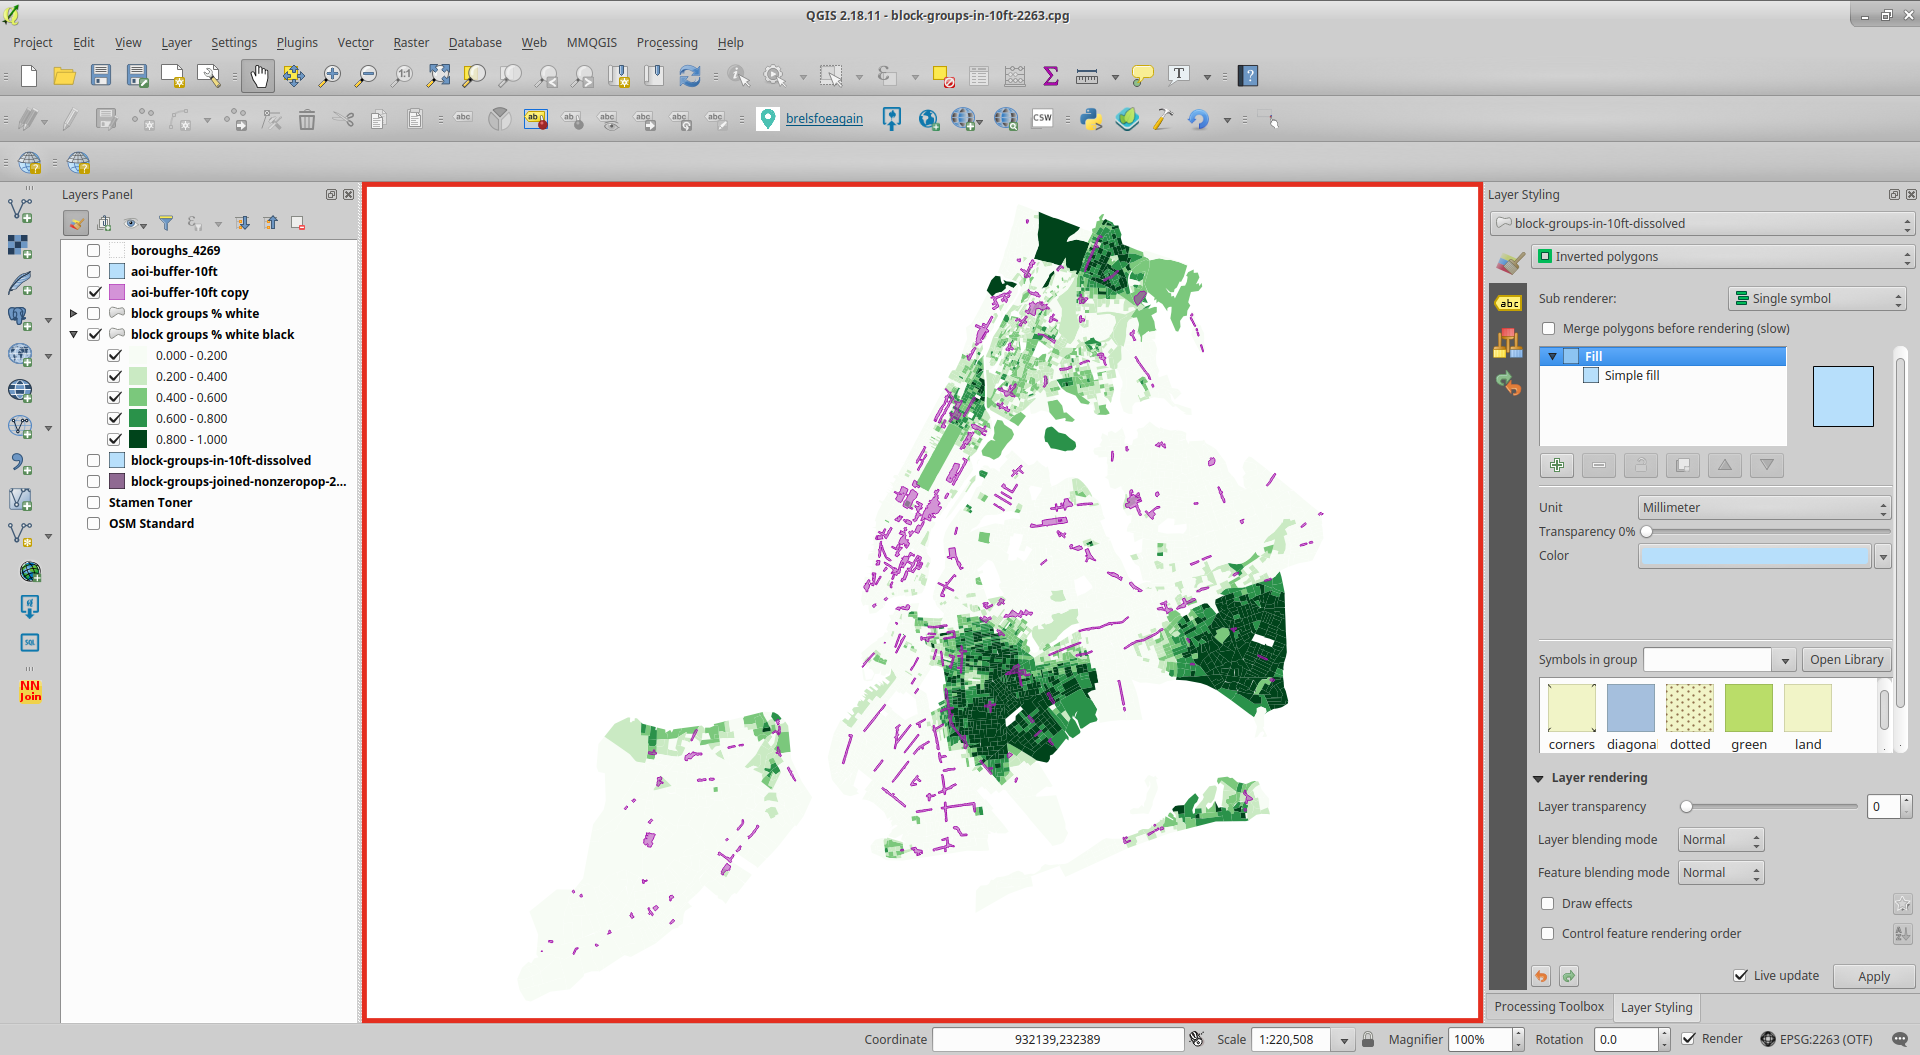 QGIS 2.18.11 - block-groups-in-10ft-2263.cpg
Project Edit View Layer Settings Plugins Vector Raster Database Web MMQGIS Processing Help
brelsfoeagain
CSW
Layers Panel
boroughs_4269
aoi-buffer-10ft
aoi-buffer-10ft copy
block groups % white
block groups % white black
0.000 - 0.200
0.200 - 0.400
0.400 - 0.600
0.600 - 0.800
0.800 - 1.000
block-groups-in-10ft-dissolved
block-groups-joined-nonzeropop-2...
Stamen Toner
OSM Standard
SQL
NN
Join
Layer Styling
block-groups-in-10ft-dissolved
Inverted polygons
abc
Sub renderer: Single symbol
Merge polygons before rendering (slow)
Fill
Simple fill
Unit Millimeter
Transparency 0%
Color
Symbols in group Open Library
corners diagonal dotted green land
Layer rendering
Layer transparency 0
Layer blending mode Normal
Feature blending mode Normal
Draw effects
Control feature rendering order
Live update Apply
Processing Toolbox Layer Styling
Coordinate 932139,232389 Scale 1:220,508 Magnifier 100% Rotation 0.0 Render EPSG:2263 (OTF)